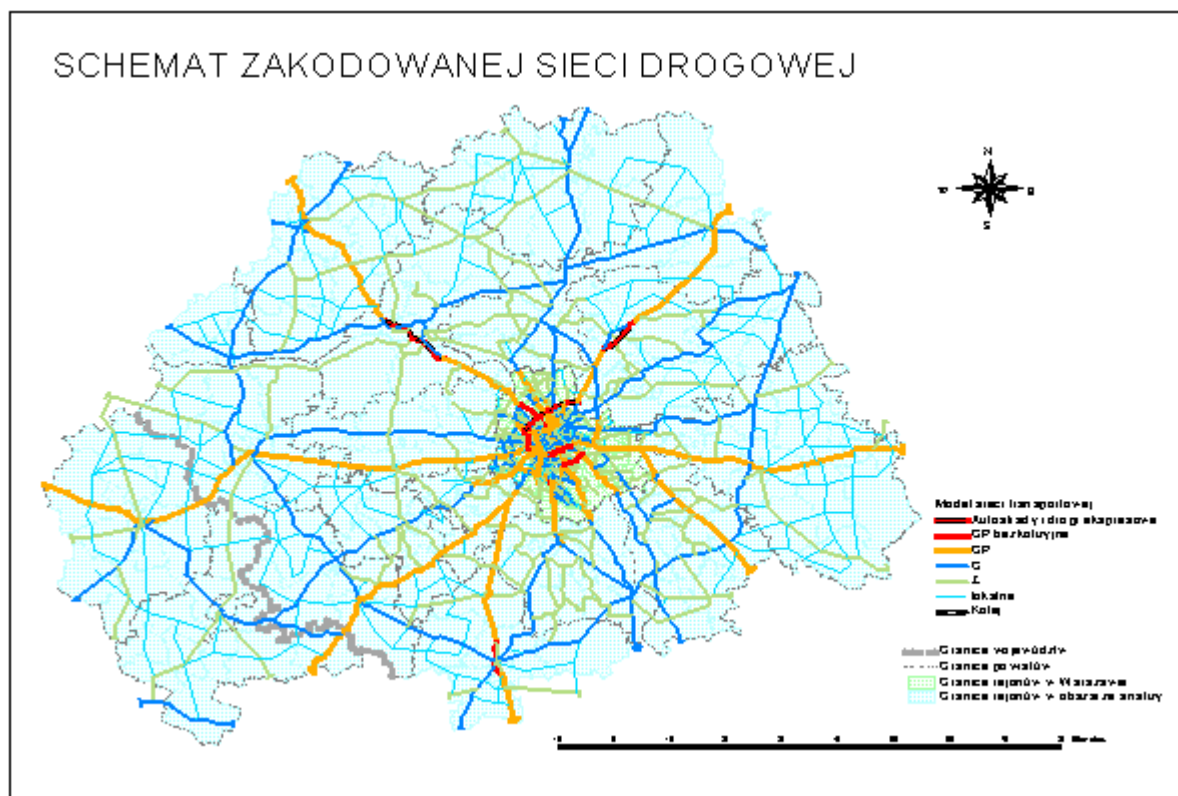 SCHEMAT ZAKODOWANEJ SIECI DROGOWEJ
N
S
Model sieci transportowej
Autostrady i drogi ekspresowe
GP bezkolizyjne
GP
G
Z
lokalne
Kolej
Granice województw
Granice powiatów
Granice rejonów w Warszawie
Granice rejonów w obszarze analizy